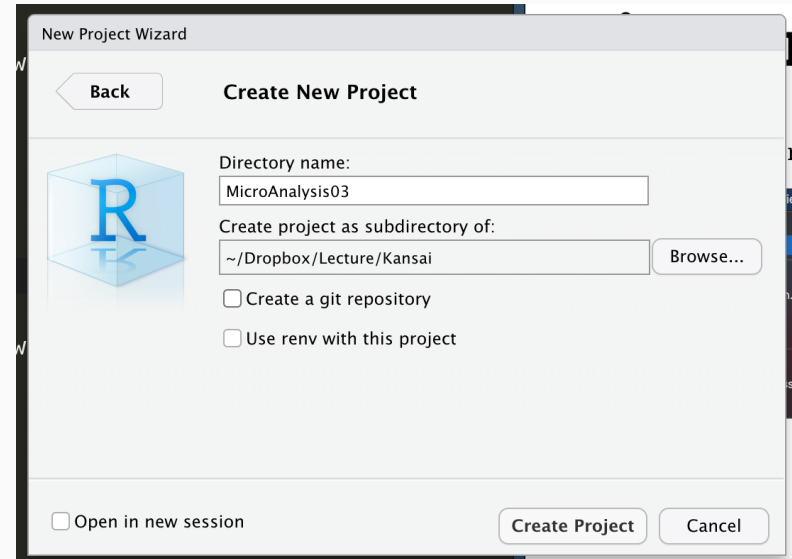 New Project Wizard
Back
Create New Project
R
Directory name:
MicroAnalysis03
Create project as subdirectory of:
~/Dropbox/Lecture/Kansai
Browse...
Create a git repository
Use renv with this project
Open in new session
Create Project
Cancel